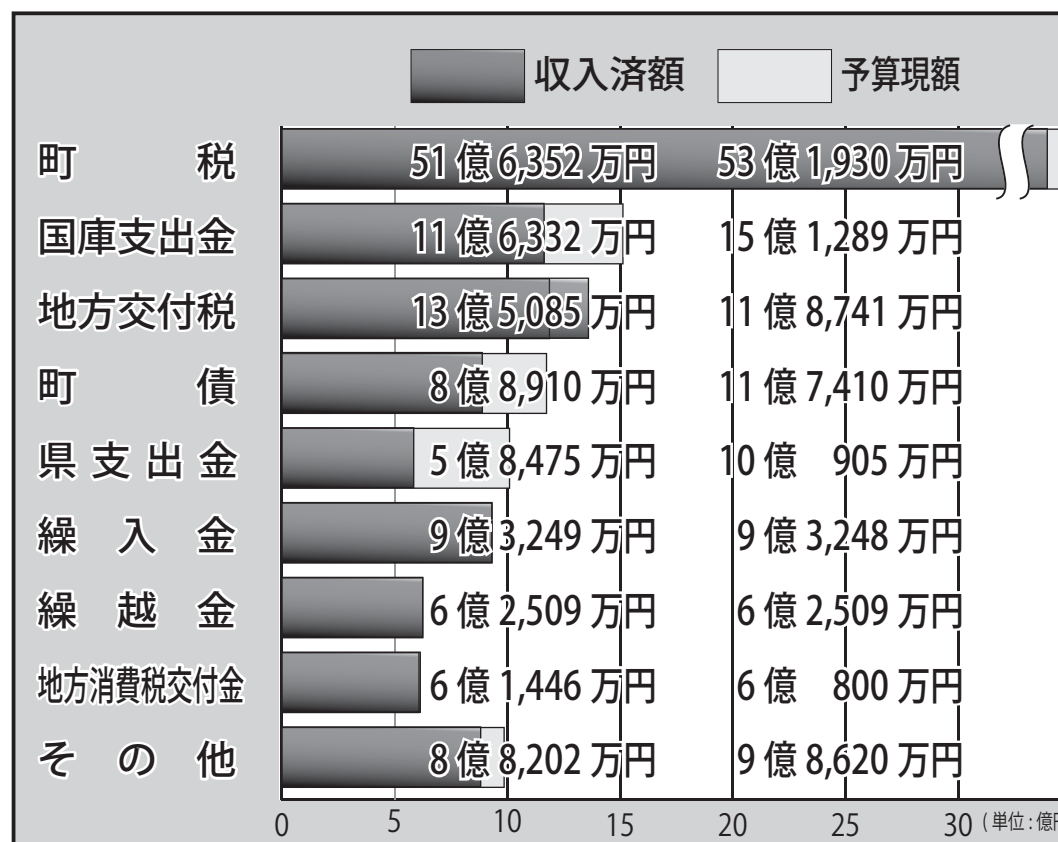 収入済額 予算現額
町税 51億6,352万円 53億1,930万円
国庫支出金 11億6,332万円 15億1,289万円
地方交付税 13億5,085万円 11億8,741万円
町債 8億8,910万円 11億7,410万円
県支出金 5億8,475万円 10億905万円
繰入金 9億3,249万円 9億3,248万円
繰越金 6億2,509万円 6億2,509万円
地方消費税交付金 6億1,446万円 6億800万円
その他 8億8,202万円 9億8,620万円
0 5 10 15 20 25 30 (単位:億円